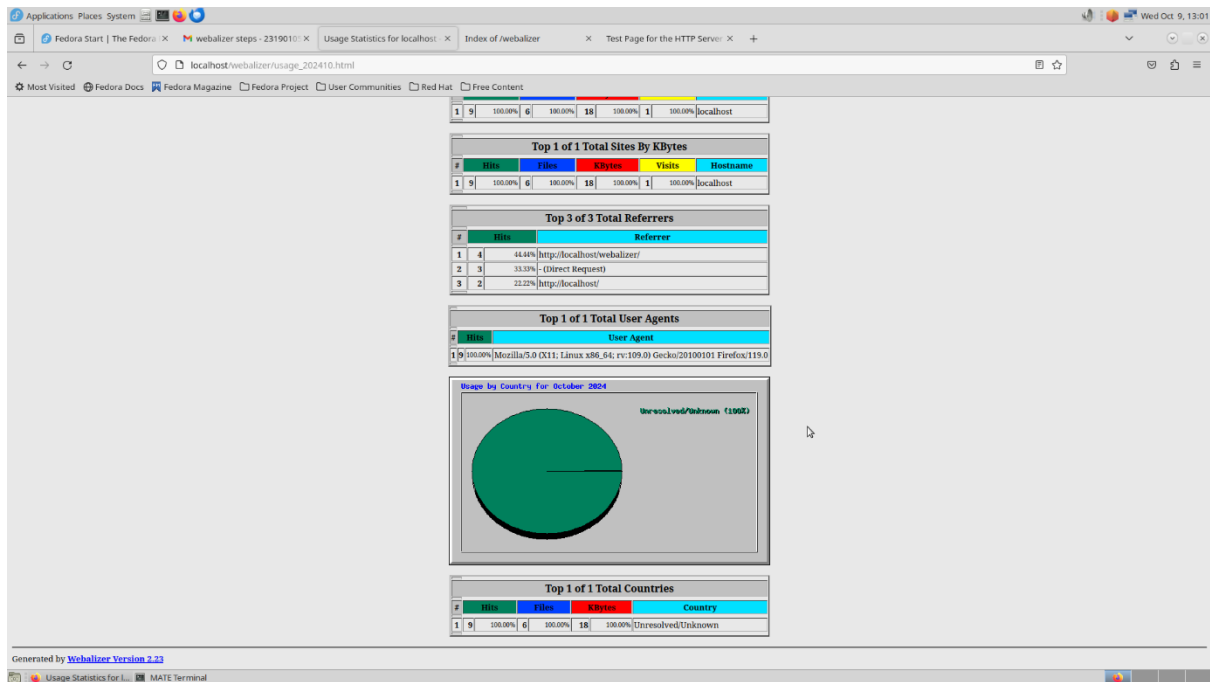 Applications Places System Wed Oct 9, 13:01
Fedora Start | The Fedora webalizer steps - 2319010 Usage Statistics for localhost Index of /webalizer Test Page for the HTTP Server
localhost/webalizer/usage_202410.html
Most Visited Fedora Docs Fedora Magazine Fedora Project User Communities Red Hat Free Content
1 9 100.00% 6 100.00% 18 100.00% 1 100.00% localhost
Top 1 of 1 Total Sites By KBytes
# Hits Files KBytes Visits Hostname
1 9 100.00% 6 100.00% 18 100.00% 1 100.00% localhost
Top 3 of 3 Total Referrers
# Hits Referrer
1 4 44.44% http://localhost/webalizer/
2 3 33.33% - (Direct Request)
3 2 22.22% http://localhost/
Top 1 of 1 Total User Agents
# Hits User Agent
1 9 100.00% Mozilla/5.0 (X11; Linux x86_64; rv:109.0) Gecko/20100101 Firefox/119.0
Usage by Country for October 2024
Unresolved/Unknown (100%)
Top 1 of 1 Total Countries
# Hits Files KBytes Country
1 9 100.00% 6 100.00% 18 100.00% Unresolved/Unknown
Generated by Webalizer Version 2.23
Usage Statistics for l... MATE Terminal